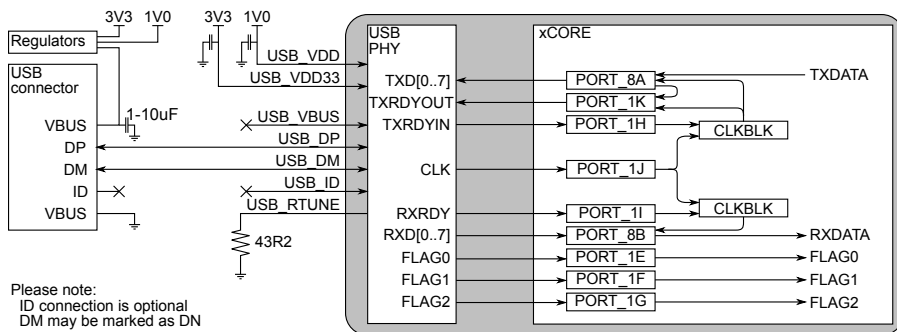 3V3 1V0
Regulators
USB
connector
1-10uF
VBUS
DP
DM
ID
VBUS
3V3 1V0
USB_VDD
USB_VDD33
USB_VBUS
USB_DP
USB_DM
USB_ID
USB_RTUNE
43R2
USB
PHY
TXD[0..7]
TXRDYOUT
TXRDYIN
CLK
RXRDY
RXD[0..7]
FLAG0
FLAG1
FLAG2
xCORE
PORT_8A
PORT_1K
PORT_1H
PORT_1J
PORT_1I
PORT_8B
PORT_1E
PORT_1F
PORT_1G
CLKBLK
CLKBLK
TXDATA
RXDATA
FLAG0
FLAG1
FLAG2
Please note:
ID connection is optional
DM may be marked as DN